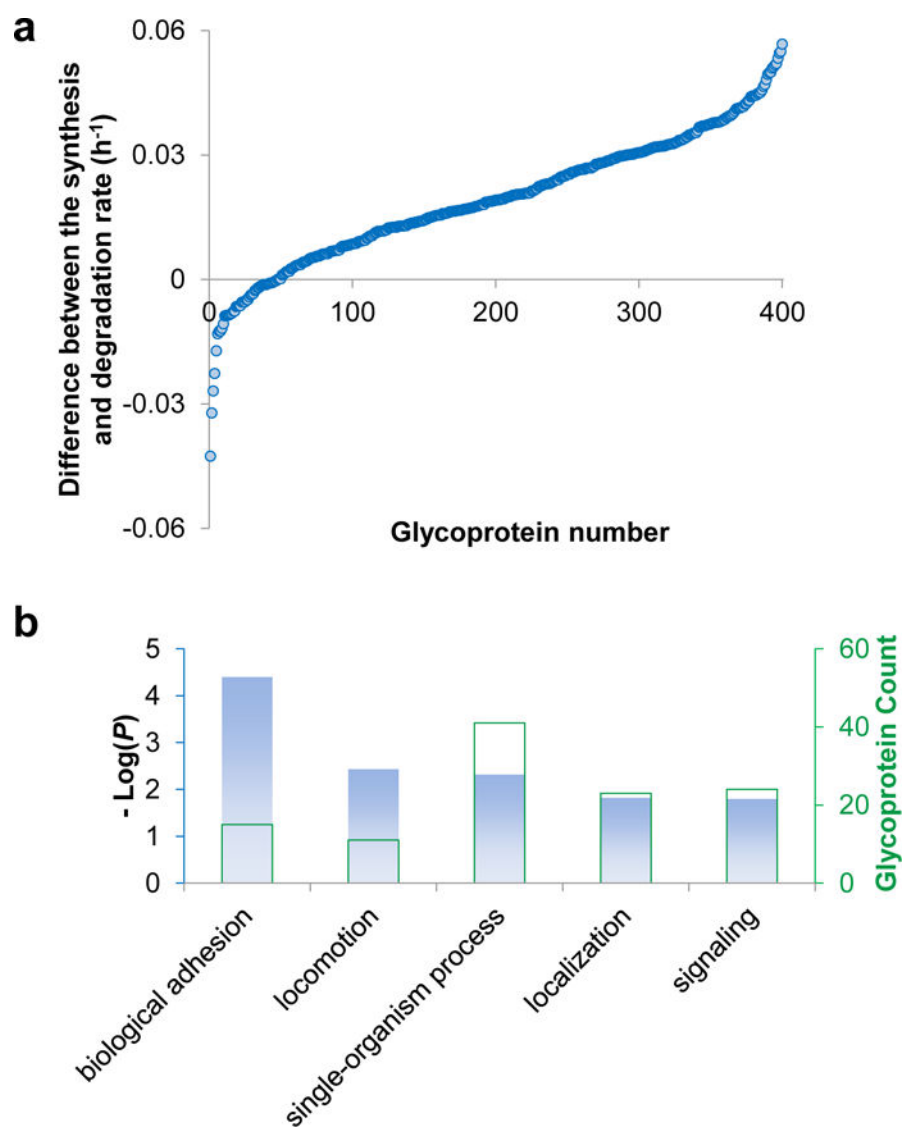 a
Difference between the synthesis
and degradation rate (h-1)
0.06
0.03
0
-0.03
-0.06
0 100 200 300 400
Glycoprotein number
b
- Log(P)
5
4
3
2
1
0
60
40
20
0
Glycoprotein Count
biological adhesion
locomotion
single-organism process
localization
signaling